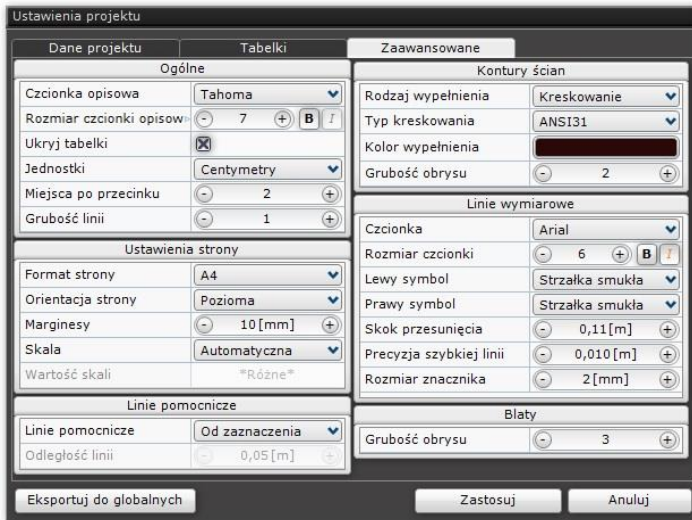 Ustawienia projektu
Dane projektu Tabelki Zaawansowane
Ogólne
Czcionka opisowa Tahoma
Rozmiar czcionki opisow - 7 + B I
Ukryj tabelki
Jednostki Centymetry
Miejsca po przecinku - 2 +
Grubość linii - 1 +
Ustawienia strony
Format strony A4
Orientacja strony Pozioma
Marginesy - 10[mm] +
Skala Automatyczna
Wartość skali *Różne*
Linie pomocnicze
Linie pomocnicze Od zaznaczenia
Odległość linii - 0,05[m] +
Kontury ścian
Rodzaj wypełnienia Kreskowanie
Typ kreskowania ANSI31
Kolor wypełnienia
Grubość obrysu - 2 +
Linie wymiarowe
Czcionka Arial
Rozmiar czcionki - 6 + B I
Lewy symbol Strzałka smukła
Prawy symbol Strzałka smukła
Skok przesunięcia - 0,11[m] +
Precyzja szybkiej linii - 0,010[m] +
Rozmiar znacznika - 2[mm] +
Blaty
Grubość obrysu - 3 +
Eksportuj do globalnych Zastosuj Anuluj